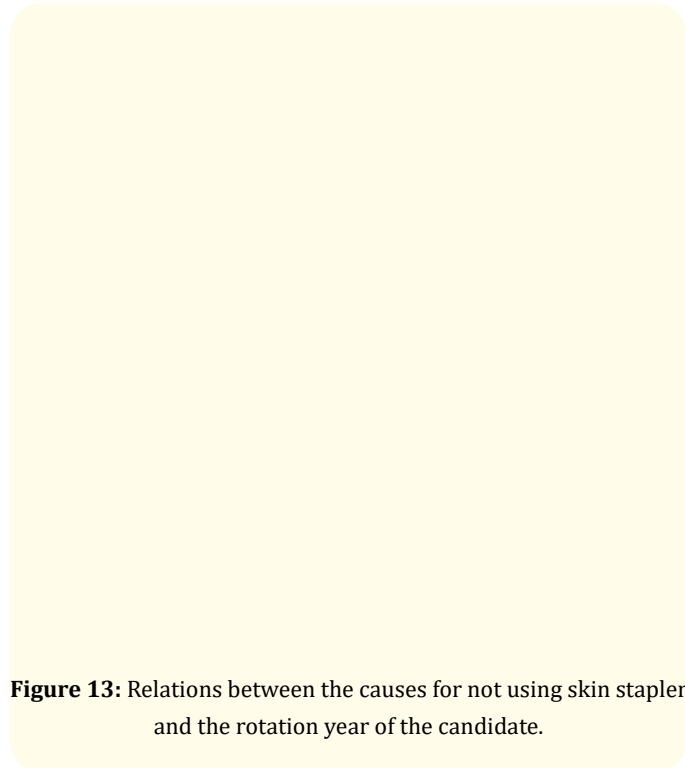 Figure 13: Relations between the causes for not using skin stapler
and the rotation year of the candidate.